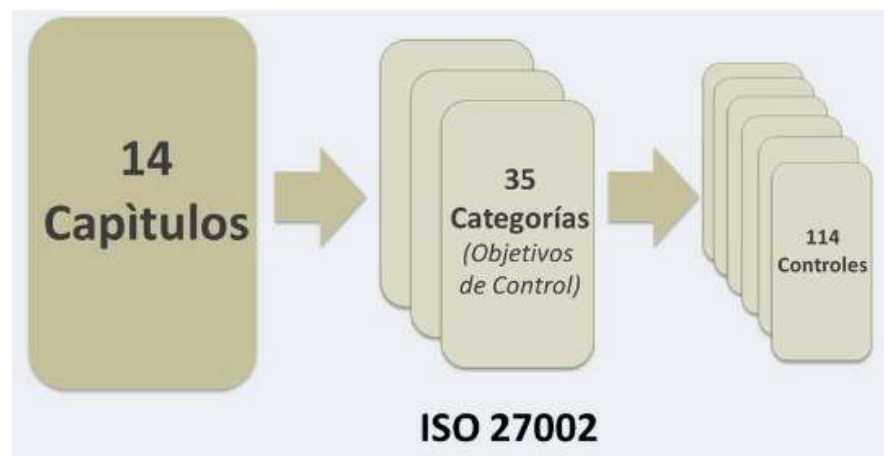 14
Capìtulos
35
Categorías
(Objetivos
de Control)
114
Controles
ISO 27002